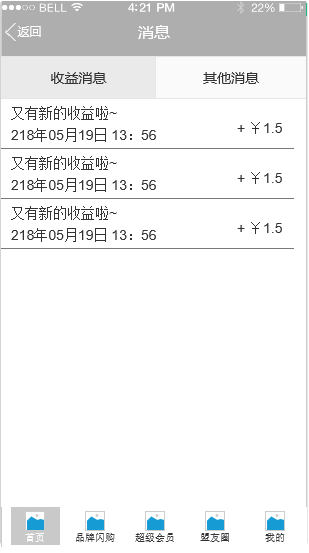 BELL 4:21 PM 22%
返回 消息
收益消息 其他消息
又有新的收益啦~
218年05月19日 13：56 + ￥1.5
又有新的收益啦~
218年05月19日 13：56 + ￥1.5
又有新的收益啦~
218年05月19日 13：56 + ￥1.5
首页 品牌闪购 超级会员 盟友圈 我的